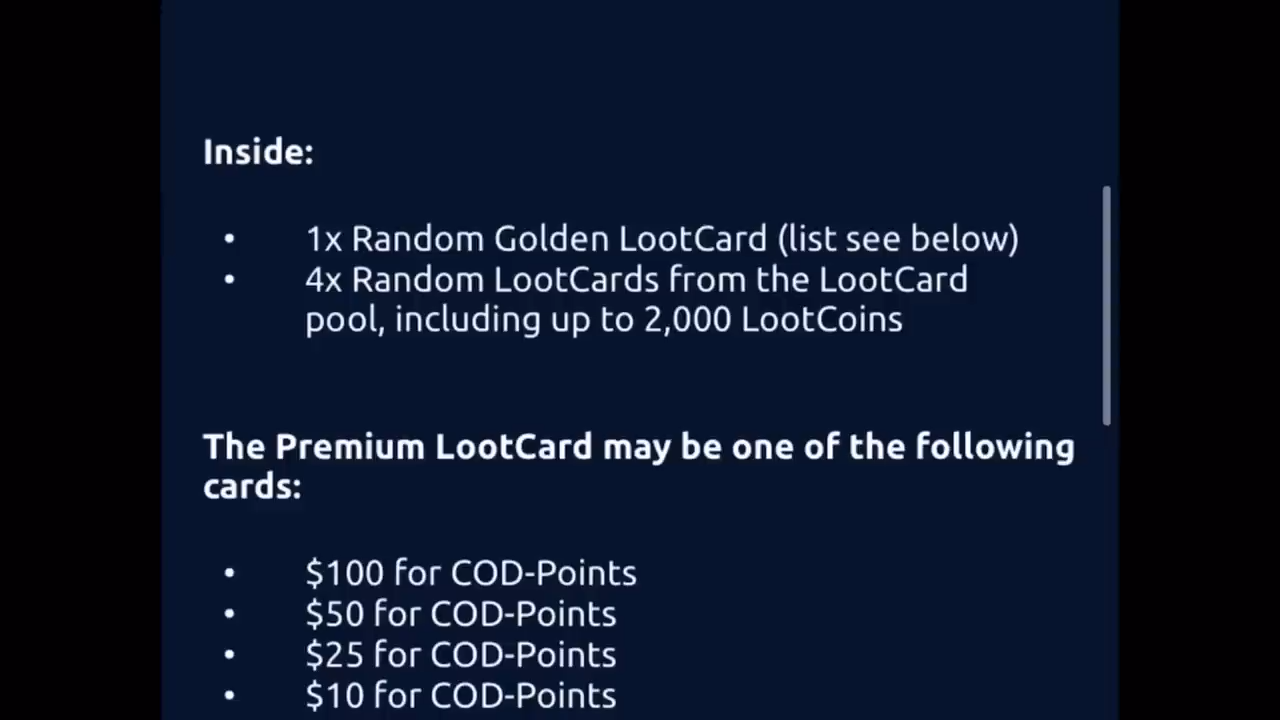 Inside:
• 1x Random Golden LootCard (list see below)
• 4x Random LootCards from the LootCard
pool, including up to 2,000 LootCoins
The Premium LootCard may be one of the following
cards:
• $100 for COD-Points
• $50 for COD-Points
• $25 for COD-Points
• $10 for COD-Points